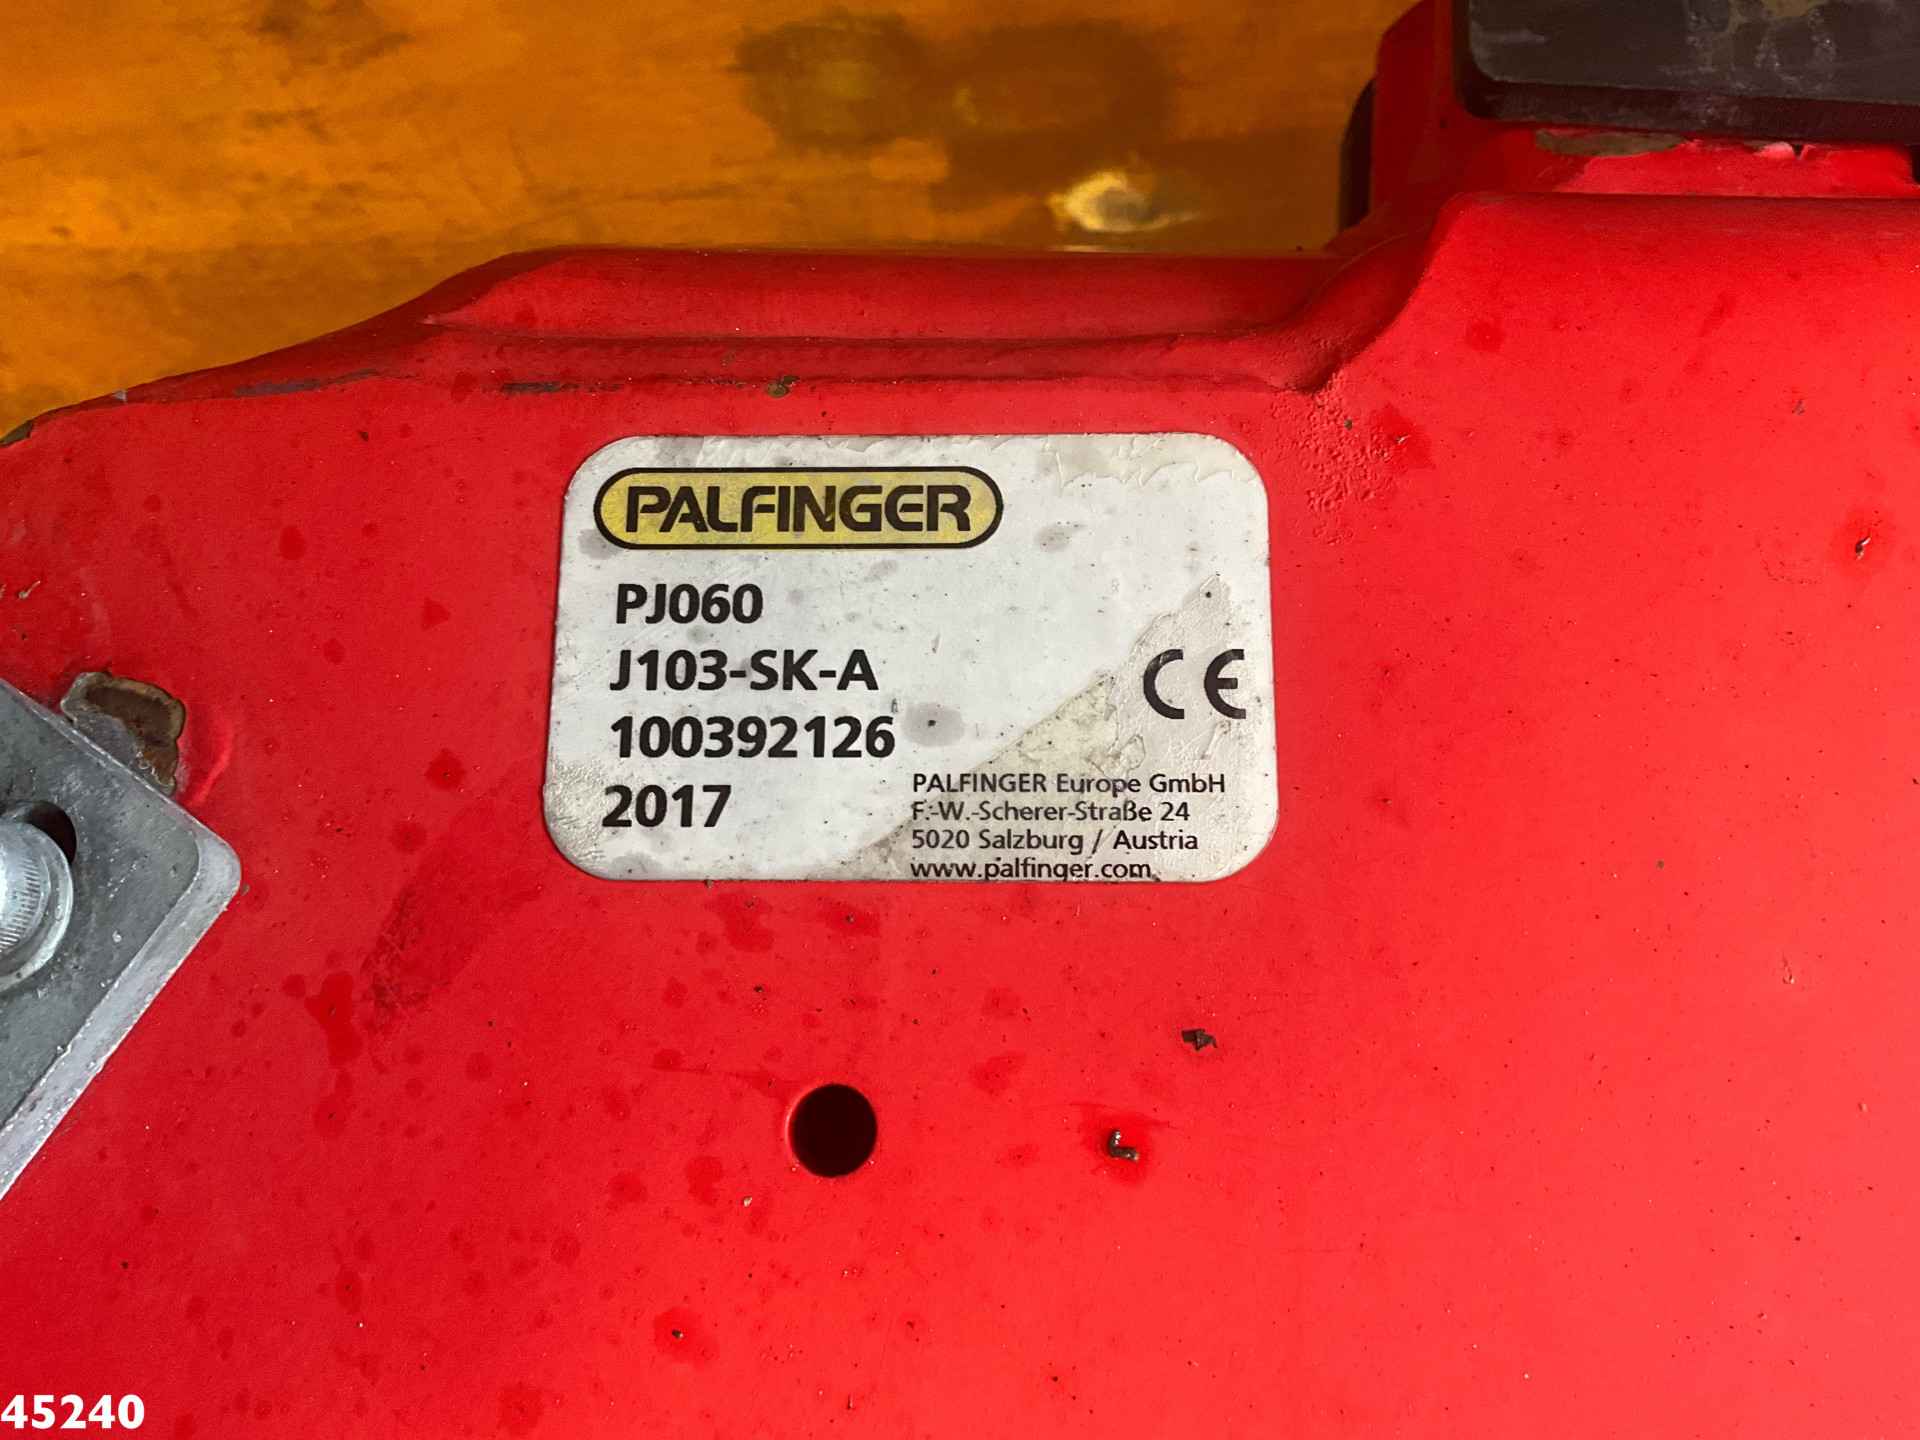 PALFINGER
PJ060
J103-SK-A
100392126
2017
CE
PALFINGER Europe GmbH
F.-W.-Scherer-Straße 24
5020 Salzburg / Austria
www.palfinger.com
45240